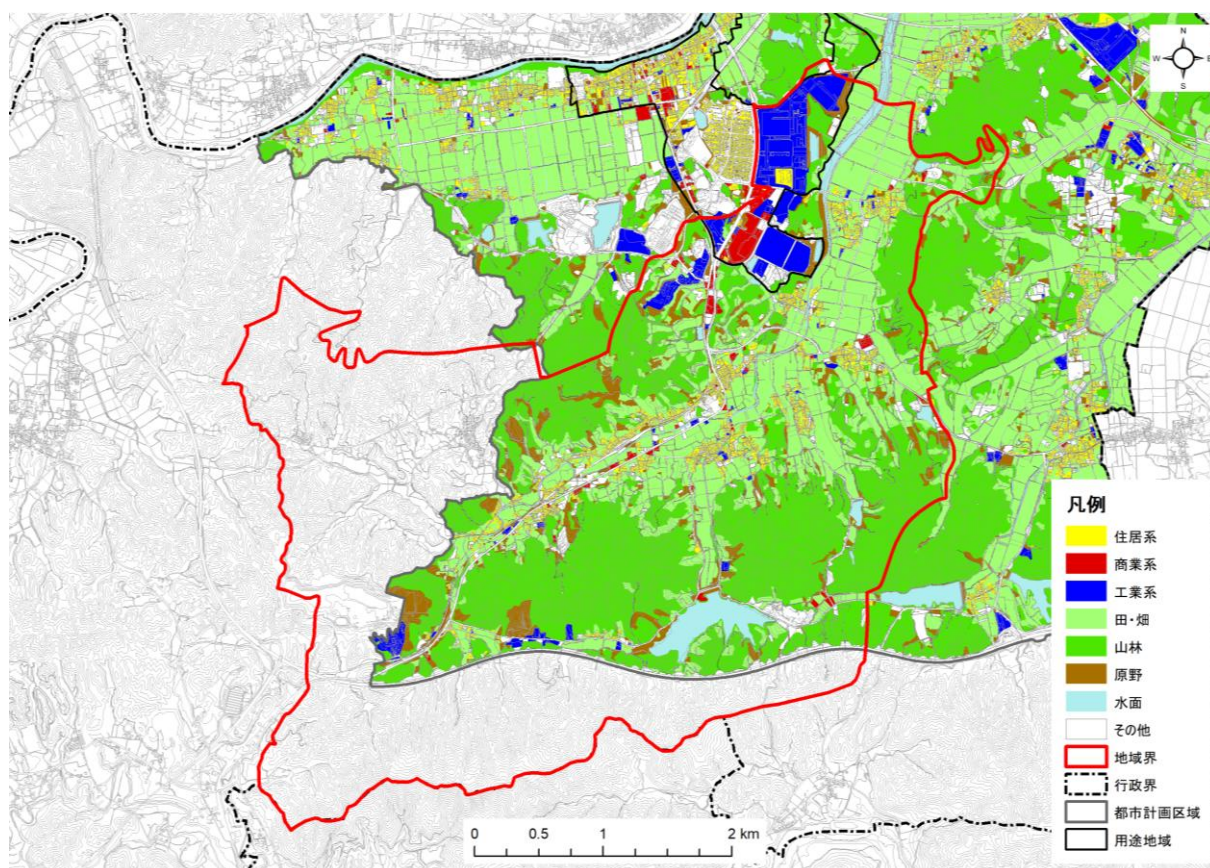 N
W
E
S
凡例
住居系
商業系
工業系
田・畑
山林
原野
水面
その他
地域界
行政界
都市計画区域
用途地域
0 0.5 1 2 km